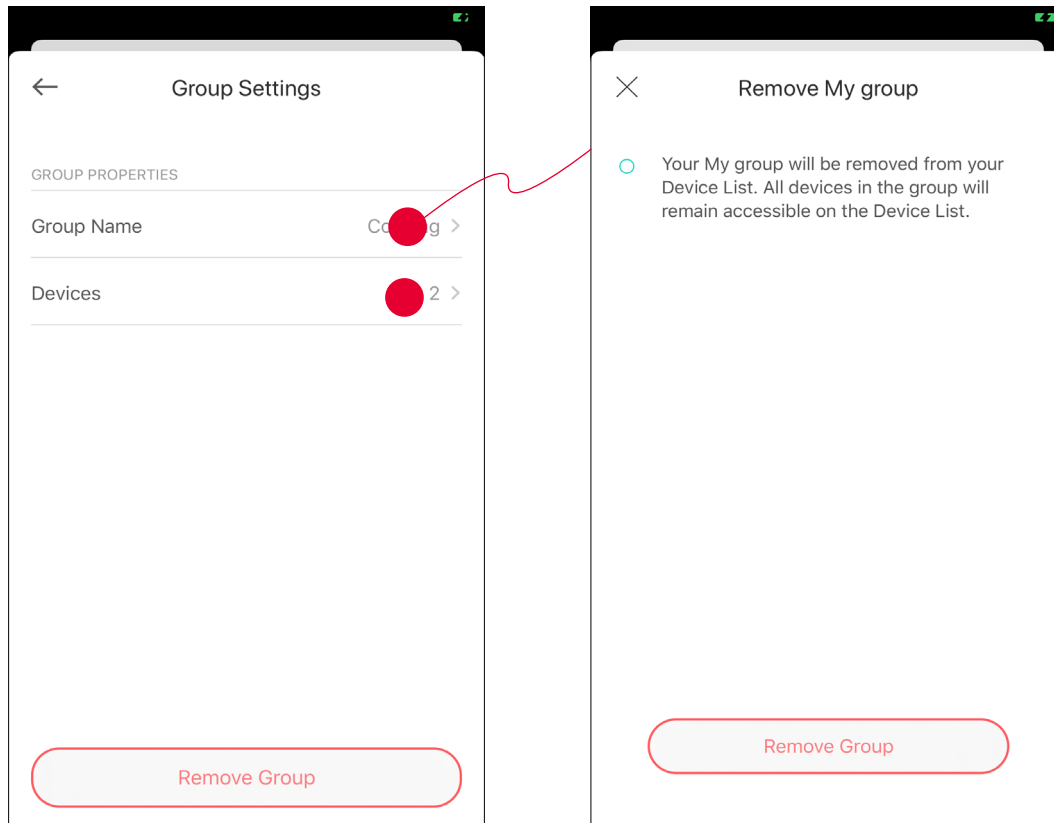 Group Settings
GROUP PROPERTIES
Group Name
Devices
2
Remove Group
Remove My group
Your My group will be removed from your
Device List. All devices in the group will
remain accessible on the Device List.
Remove Group